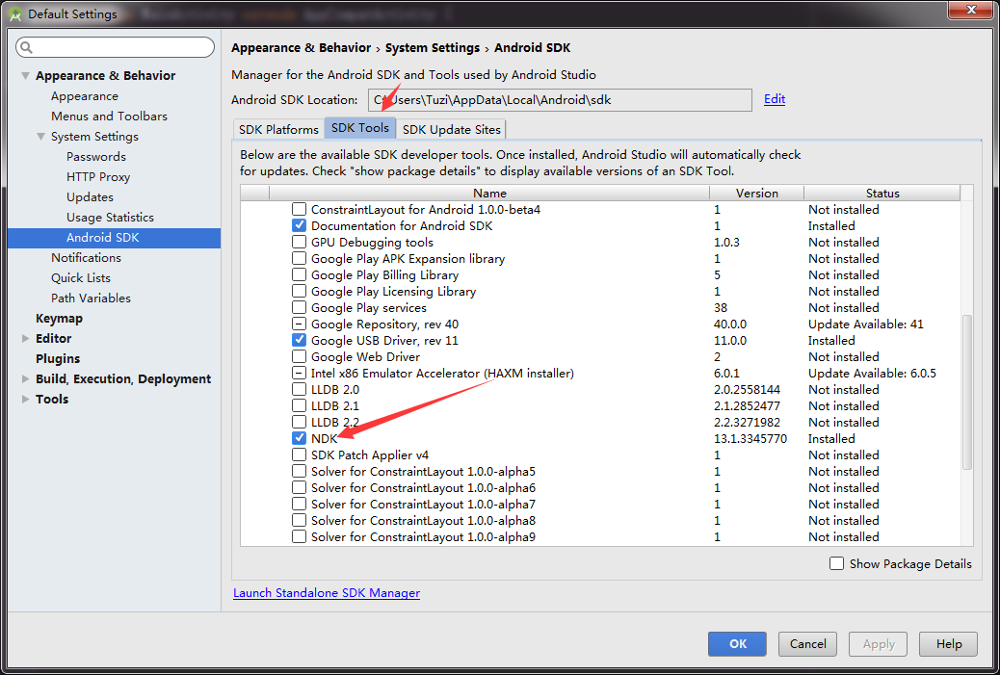 Default Settings
Appearance & Behavior
Appearance
Menus and Toolbars
System Settings
Passwords
HTTP Proxy
Updates
Usage Statistics
Android SDK
Notifications
Quick Lists
Path Variables
Keymap
Editor
Plugins
Build, Execution, Deployment
Tools
Appearance & Behavior › System Settings › Android SDK
Manager for the Android SDK and Tools used by Android Studio
Android SDK Location: C:\Users\Tuzi\AppData\Local\Android\sdk Edit
SDK Platforms SDK Tools SDK Update Sites
Below are the available SDK developer tools. Once installed, Android Studio will automatically check
for updates. Check "show package details" to display available versions of an SDK Tool.
Name Version Status
ConstraintLayout for Android 1.0.0-beta4 1 Not installed
Documentation for Android SDK 1 Installed
GPU Debugging tools 1.0.3 Not installed
Google Play APK Expansion library 1 Not installed
Google Play Billing Library 5 Not installed
Google Play Licensing Library 1 Not installed
Google Play services 38 Not installed
Google Repository, rev 40 40.0.0 Update Available: 41
Google USB Driver, rev 11 11.0.0 Installed
Google Web Driver 2 Not installed
Intel x86 Emulator Accelerator (HAXM installer) 6.0.1 Update Available: 6.0.5
LLDB 2.0 2.0.2558144 Not installed
LLDB 2.1 2.1.2852477 Not installed
LLDB 2.2 2.2.3271982 Not installed
NDK 13.1.3345770 Installed
SDK Patch Applier v4 1 Not installed
Solver for ConstraintLayout 1.0.0-alpha5 1 Not installed
Solver for ConstraintLayout 1.0.0-alpha6 1 Not installed
Solver for ConstraintLayout 1.0.0-alpha7 1 Not installed
Solver for ConstraintLayout 1.0.0-alpha8 1 Not installed
Solver for ConstraintLayout 1.0.0-alpha9 1 Not installed
Show Package Details
Launch Standalone SDK Manager
OK Cancel Apply Help